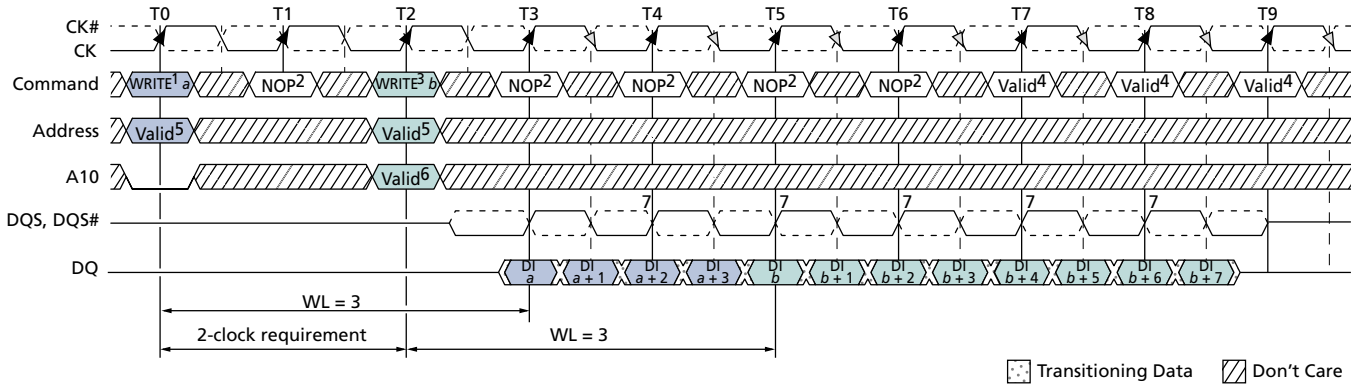 T0 T1 T2 T3 T4 T5 T6 T7 T8 T9
CK#
CK
Command WRITE1 a NOP2 WRITE3 b NOP2 NOP2 NOP2 NOP2 Valid4 Valid4 Valid4
Address Valid5 Valid5
A10 Valid6
DQS, DQS# 7 7 7 7 7
DQ DI a DI a + 1 DI a + 2 DI a + 3 DI b DI b + 1 DI b + 2 DI b + 3 DI b + 4 DI b + 5 DI b + 6 DI b + 7
WL = 3
2-clock requirement WL = 3
Transitioning Data Don't Care